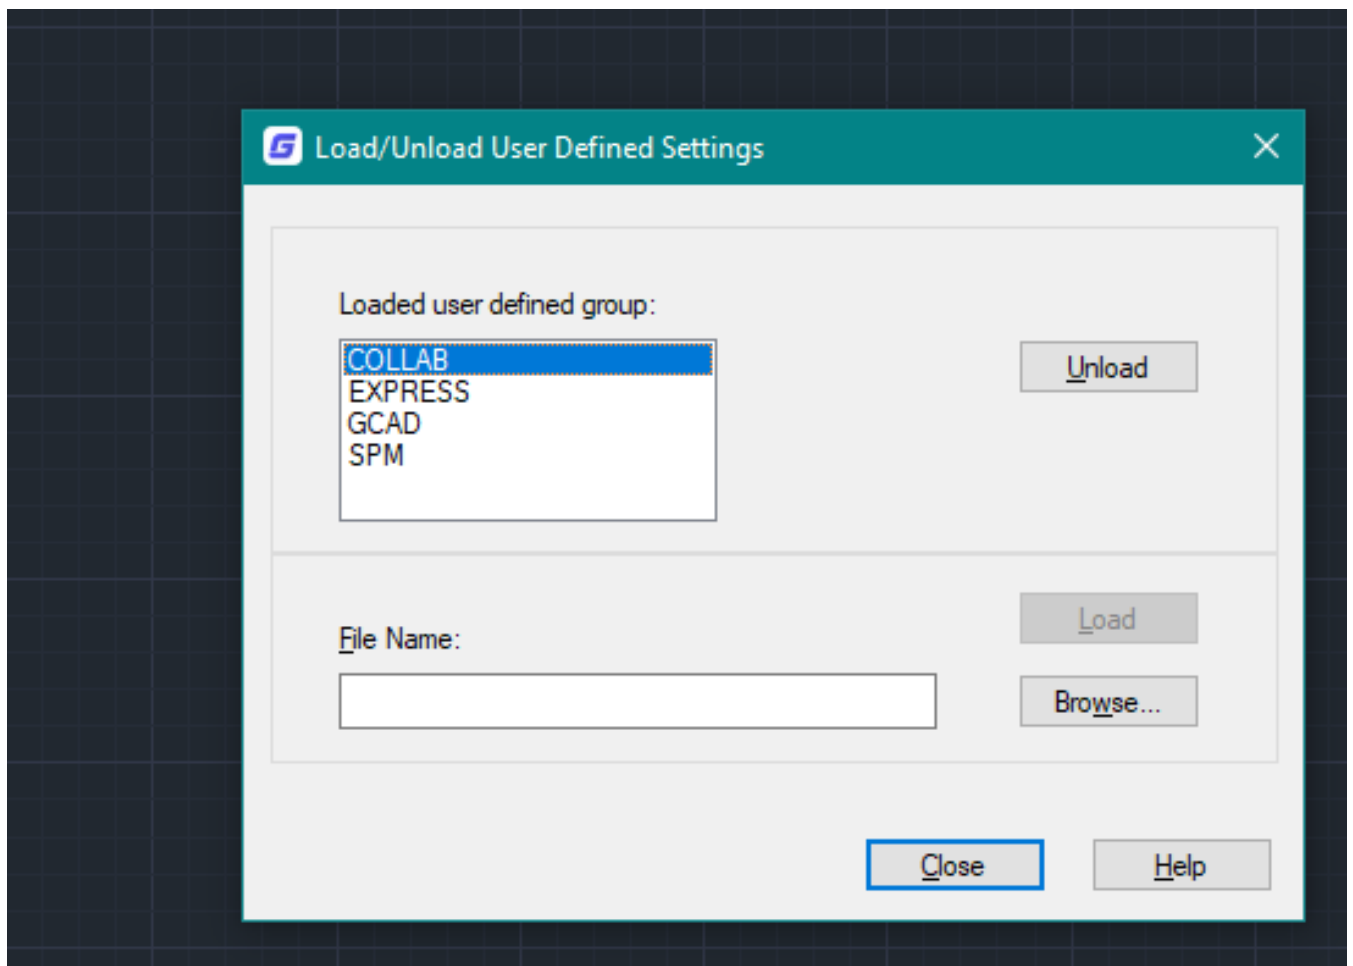 Load/Unload User Defined Settings
Loaded user defined group:
COLLAB
EXPRESS
GCAD
SPM
Unload
Load
File Name:
Browse...
Close
Help